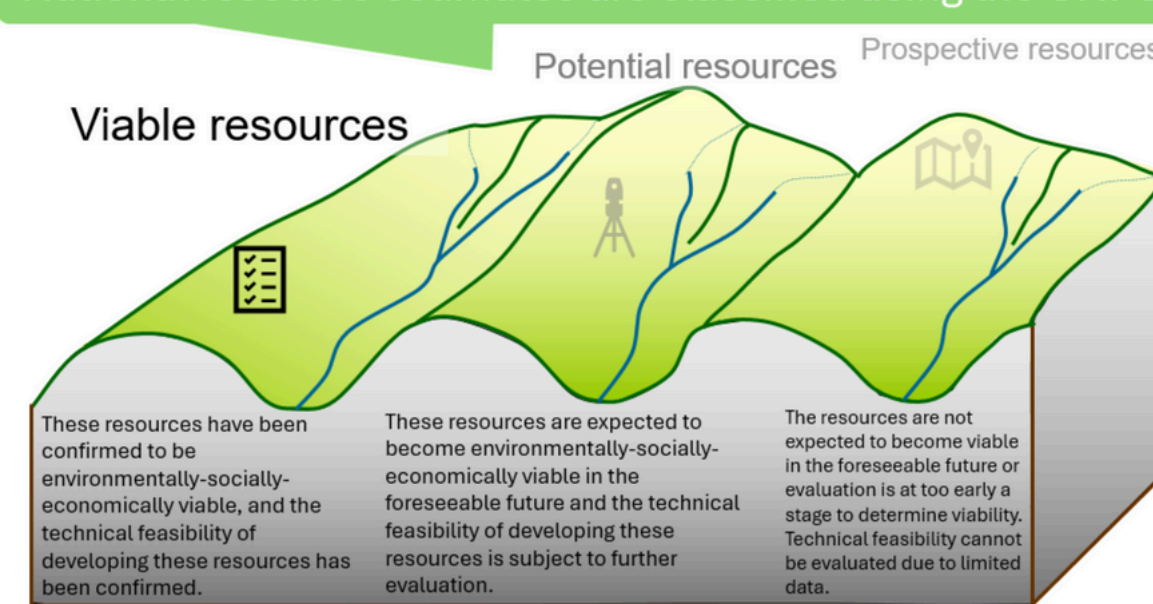 Viable resources
Potential resources
Prospective resources
These resources have been
confirmed to be
environmentally-socially-
economically viable, and the
technical feasibility of
developing these resources has
been confirmed.
These resources are expected to
become environmentally-socially-
economically viable in the
foreseeable future and the technical
feasibility of developing these
resources is subject to further
evaluation.
The resources are not
expected to become viable
in the foreseeable future or
evaluation is at too early a
stage to determine viability.
Technical feasibility cannot
be evaluated due to limited
data.